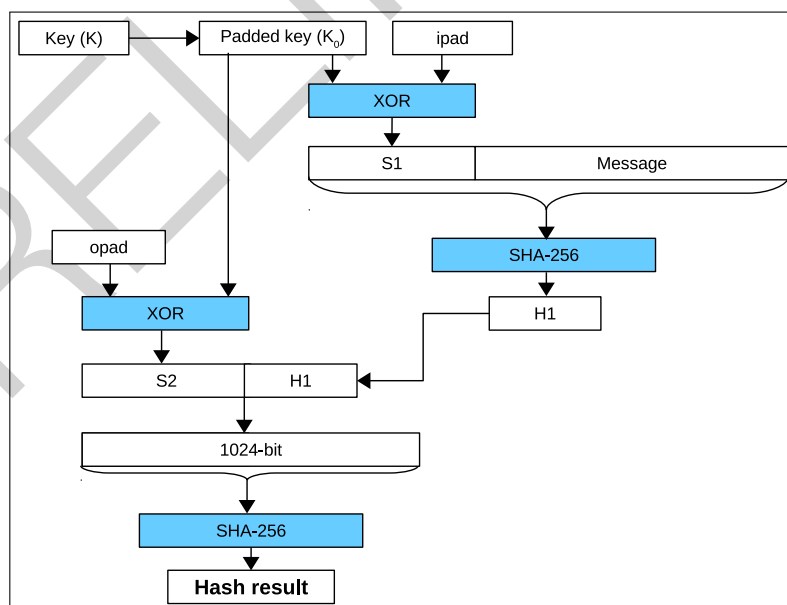 Key (K)
Padded key (K₀)
ipad
XOR
S1
Message
SHA-256
H1
opad
XOR
S2
H1
1024-bit
SHA-256
Hash result